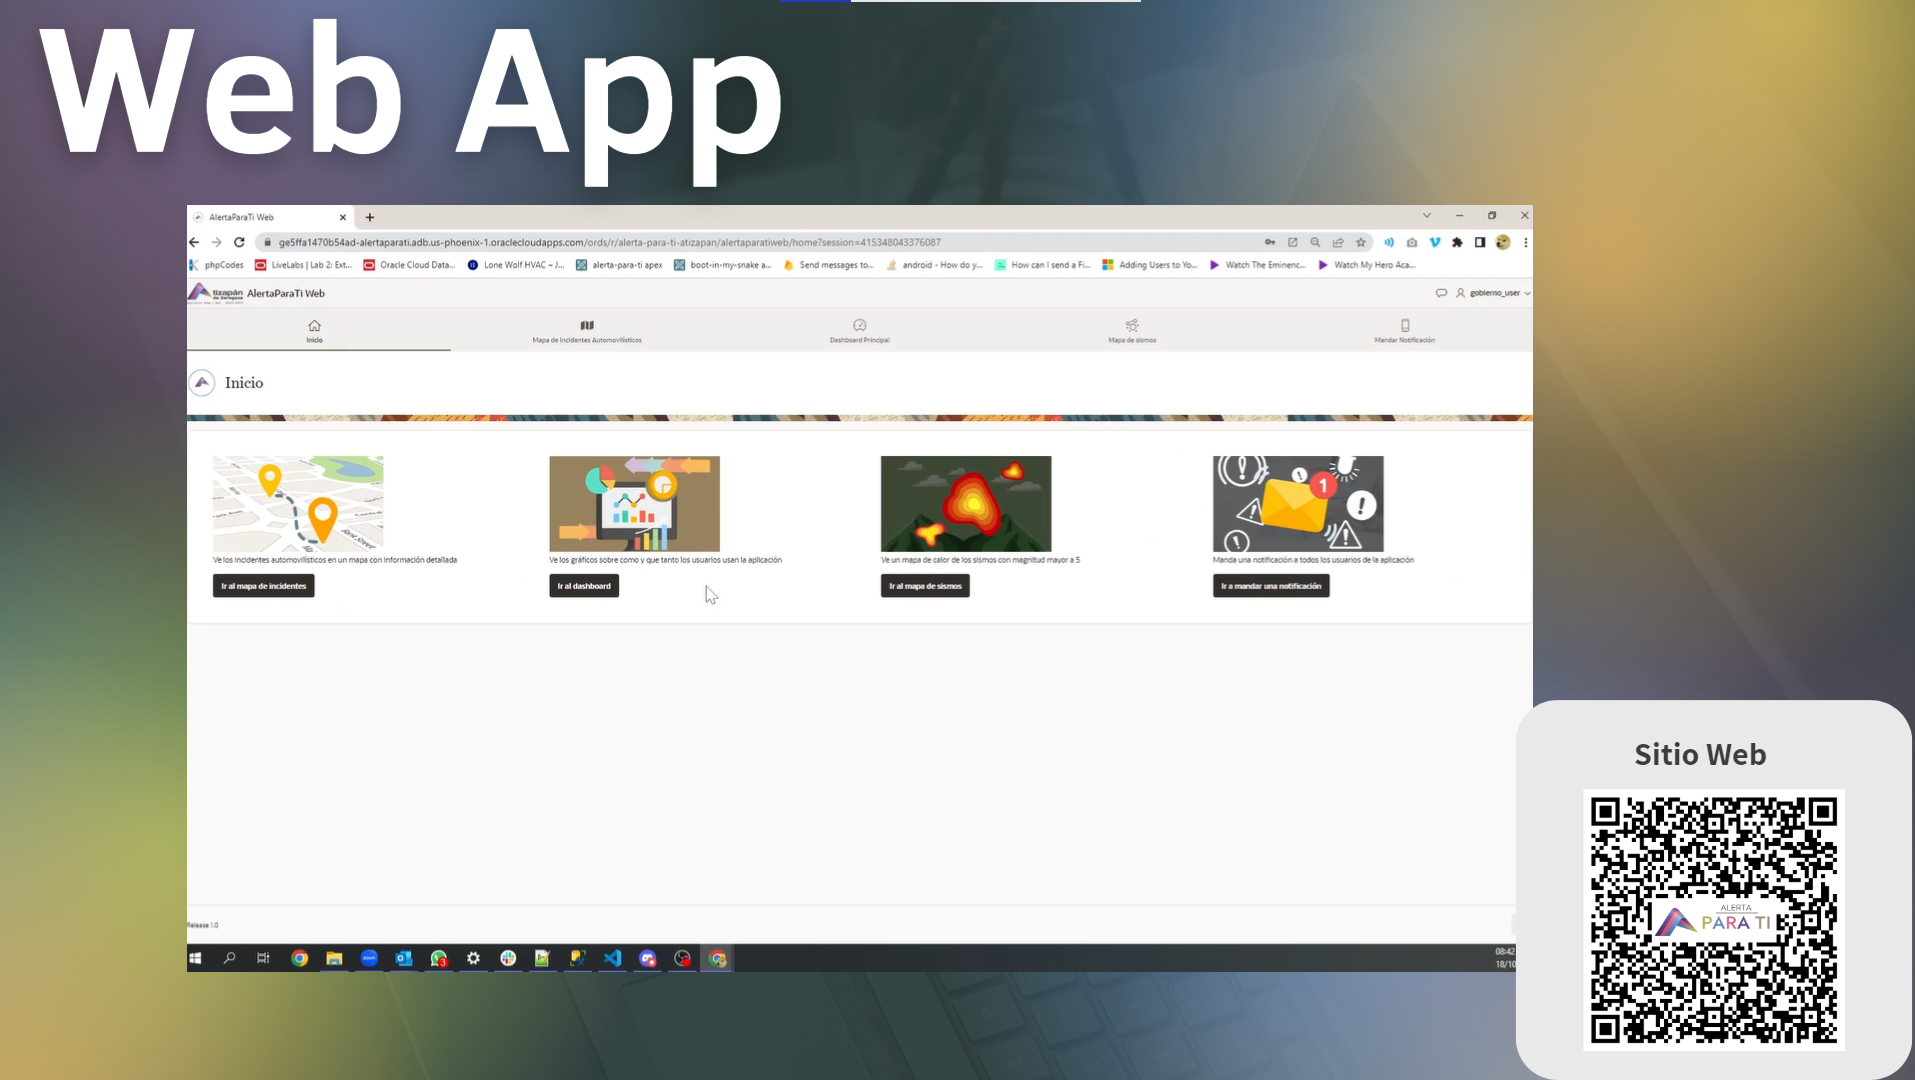 Web App
AlertaParaTi Web
ge5ffa1470b54ad-alertaparati.adb.us-phoenix-1.oraclecloudapps.com/ords/r/alerta-para-ti-atizapan/alertaparatiweb/home?session=415348043376087
phpCodes LiveLabs | Lab 2: Ext... Oracle Cloud Data... Lone Wolf HVAC – J... alerta-para-ti apex boot-in-my-snake a... Send messages to... android - How do y... How can I send a Fi... Adding Users to Yo... Watch The Eminenc... Watch My Hero Aca...
tizapán AlertaParaTi Web gobierno_user
Inicio Mapa de Incidentes Automovilísticos Dashboard Principal Mapa de sismos Mandar Notificación
Inicio
1
Ve los incidentes automovilísticos en un mapa con información detallada
Ve los gráficos sobre como y que tanto los usuarios usan la aplicación
Ve un mapa de calor de los sismos con magnitud mayor a 5
Manda una notificación a todos los usuarios de la aplicación
Ir al mapa de incidentes
Ir al dashboard
Ir al mapa de sismos
Ir a mandar una notificación
Release 1.0
zoom
3
08:42
18/10
Sitio Web
ALERTA
PARA TI